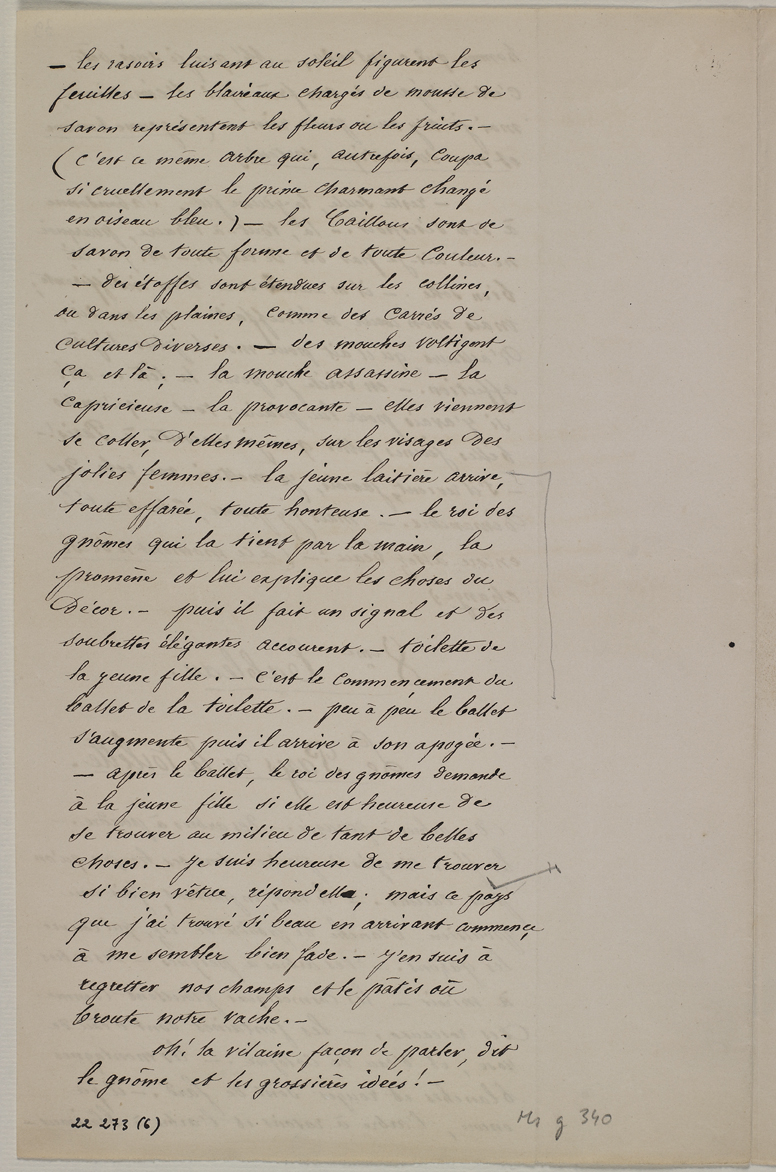 — les rasoirs luisant au soleil figurent les
feuilles — les blaireaux chargés de mousse de
savon représentent les fleurs ou les fruits. —
(c'est ce même arbre qui, autrefois, coupa
si cruellement le prince charmant changé
en oiseau bleu.) — les cailloux sont de
savon de toute forme et de toute couleur. —
— des étoffes sont étendues sur les collines,
ou dans les plaines, comme des carrés de
cultures diverses. — des mouches voltigent
ça et là ; — la mouche assassine — la
capricieuse — la provocante — elles viennent
se coller, d'elles mêmes, sur les visages des
jolies femmes. — la jeune laitière arrive,
toute effarée, toute honteuse. — le roi des
gnômes qui la tient par la main, la
promène et lui explique les choses du
décor. — puis il fait un signal et des
soubrettes élégantes accourent. — toilette de
la jeune fille. — c'est le commencement du
ballet de la toilette. — peu à peu le ballet
s'augmente puis il arrive à son apogée. —
— après le ballet, le roi des gnômes demande
à la jeune fille si elle est heureuse de
se trouver au milieu de tant de belles
choses. — Je suis heureuse de me trouver
si bien vêtue, répond elle ; mais ce pays
que j'ai trouvé si beau en arrivant commence
à me sembler bien fade. — J'en suis à
regretter nos champs et le pâtis où
broute notre vache. —
oh! la vilaine façon de parler, dit
le gnôme et les grossières idées! —
22 273 (6)
Ms g 340